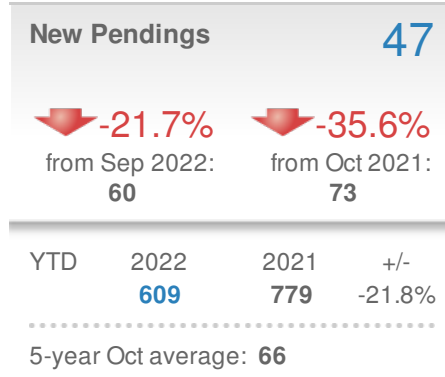 New Pendings 47
-21.7% -35.6%
from Sep 2022: from Oct 2021:
60 73
YTD 2022 2021 +/-
609 779 -21.8%
5-year Oct average: 66